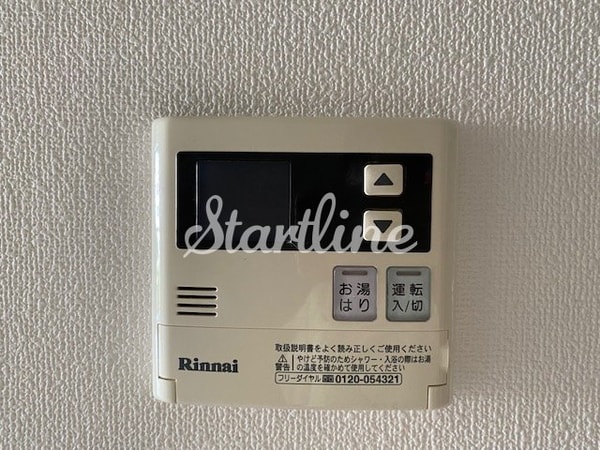 Startline
お湯
はり
運転
入/切
取扱説明書をよく読み正しくご使用ください
警告 やけど予防のためシャワー・入浴の際はお湯
の温度を確かめて使用してください
フリーダイヤル 0120-054321
Rinnai